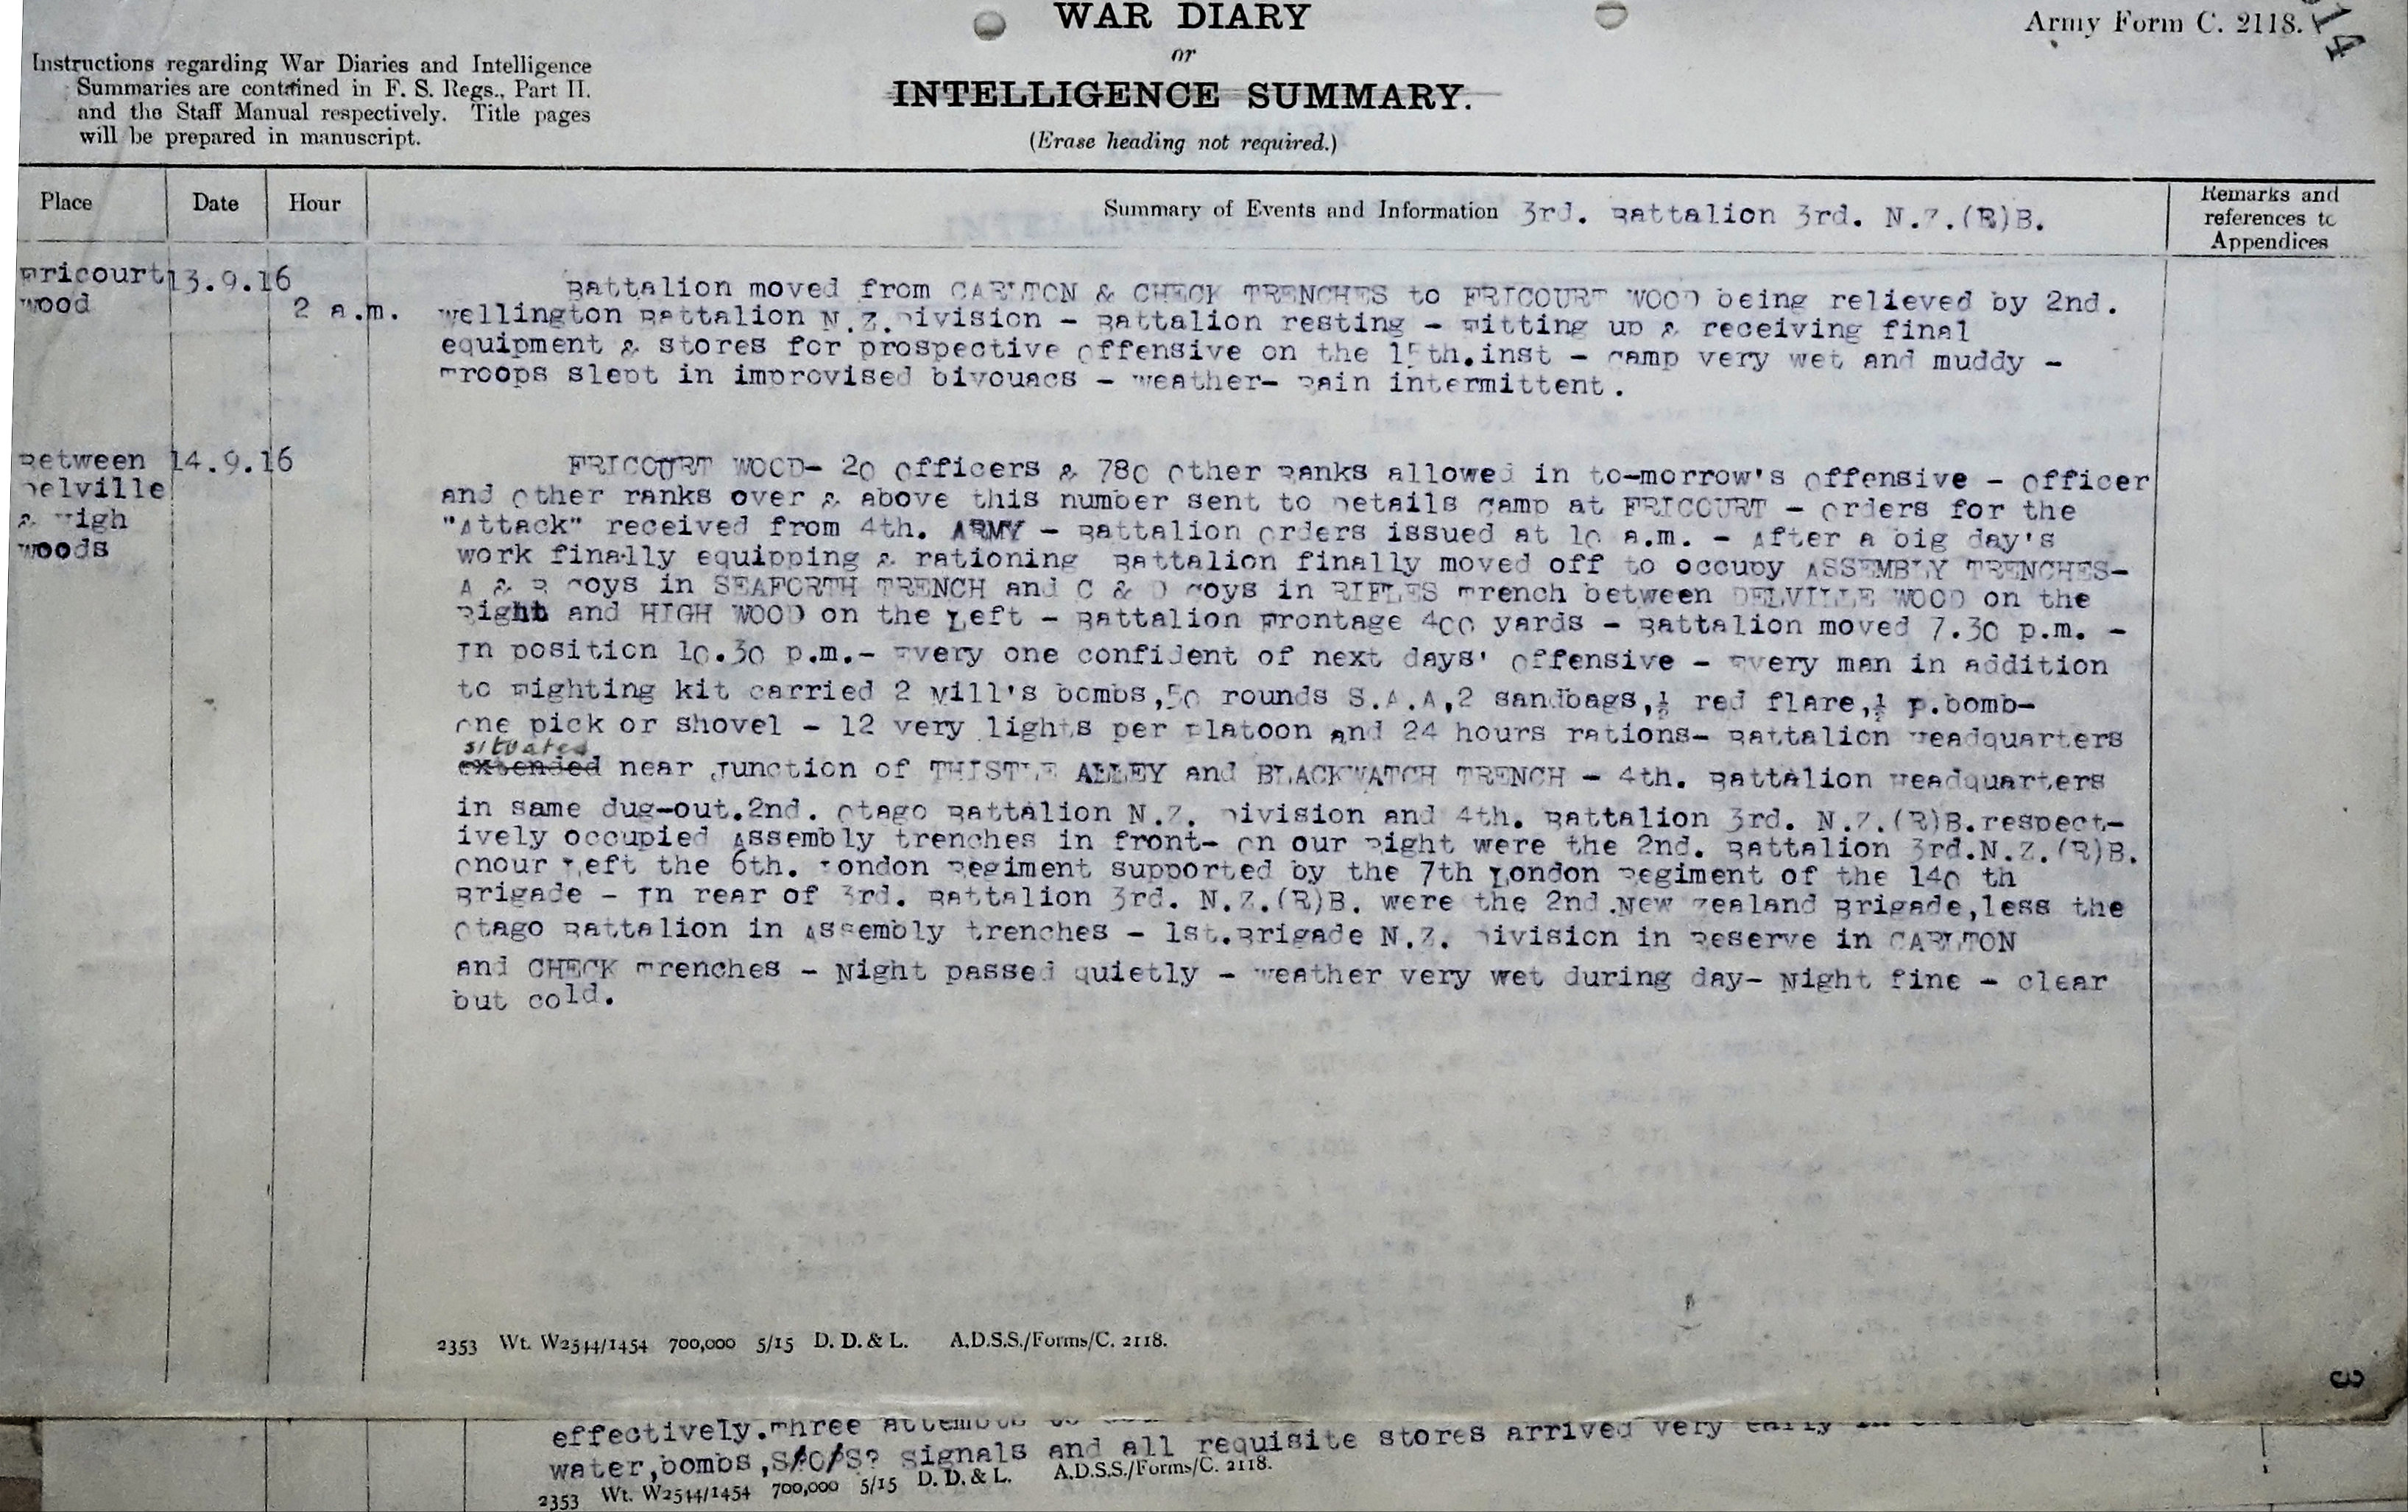 WAR DIARY
or
INTELLIGENCE SUMMARY.
(Erase heading not required.)
Army Form C. 2118.
14
Instructions regarding War Diaries and Intelligence
Summaries are contained in F. S. Regs., Part II.
and the Staff Manual respectively. Title pages
will be prepared in manuscript.
Place
Date
Hour
Summary of Events and Information 3rd. Battalion 3rd. N.Z.(R)B.
Remarks and
references to
Appendices
Fricourt 13.9.16
Wood
2 a.m.
Battalion moved from CARLTON & CHECK TRENCHES to FRICOURT WOOD being relieved by 2nd.
Wellington Battalion N.Z.Division - Battalion resting - Fitting up & receiving final
equipment & stores for prospective offensive on the 15th.inst - Camp very wet and muddy -
Troops slept in improvised bivouacs - Weather- Rain intermittent.
Between 14.9.16
Delville
& High
Woods
FRICOURT WOOD- 20 Officers & 780 Other Ranks allowed in to-morrow's offensive - Officer
and Other ranks over & above this number sent to Details Camp at FRICOURT - Orders for the
"Attack" received from 4th. ARMY - Battalion Orders issued at 10 a.m. - After a big day's
work finally equipping & rationing Battalion finally moved off to occupy ASSEMBLY TRENCHES-
A & B Coys in SEAFORTH TRENCH and C & D Coys in RIFLES Trench between DELVILLE WOOD on the
Right and HIGH WOOD on the Left - Battalion Frontage 400 yards - Battalion moved 7.30 p.m. -
In position 10.30 p.m.- Every one confident of next days' offensive - Every man in addition
to Fighting kit carried 2 Mill's bombs,50 rounds S.A.A,2 sandbags,½ red flare,½ P.bomb-
One pick or shovel - 12 very lights per Platoon and 24 hours rations- Battalion Headquarters
situated
extended near Junction of THISTLE ALLEY and BLACKWATCH TRENCH - 4th. Battalion Headquarters
in same dug-out.2nd. Otago Battalion N.Z. Division and 4th. Battalion 3rd. N.Z.(R)B.respect-
ively occupied Assembly trenches in front- On our Right were the 2nd. Battalion 3rd.N.Z.(R)B.
Onour Left the 6th. London Regiment supported by the 7th London Regiment of the 140 th
Brigade - In rear of 3rd. Battalion 3rd. N.Z.(R)B. were the 2nd.New Zealand Brigade,less the
Otago Battalion in Assembly trenches - 1st.Brigade N.Z. Division in Reserve in CARLTON
and CHECK Trenches - Night passed quietly - Weather very wet during day- Night fine - clear
but cold.
2353 Wt. W2544/1454 700,000 5/15 D. D. & L. A.D.S.S./Forms/C. 2118.
3
effectively.Three attempts
requisite stores arrived very early in
water,bombs,S/O/S? Signals and all
2353 Wt. W2544/1454 700,000 5/15 D. D. & L. A.D.S.S./Forms/C. 2118.